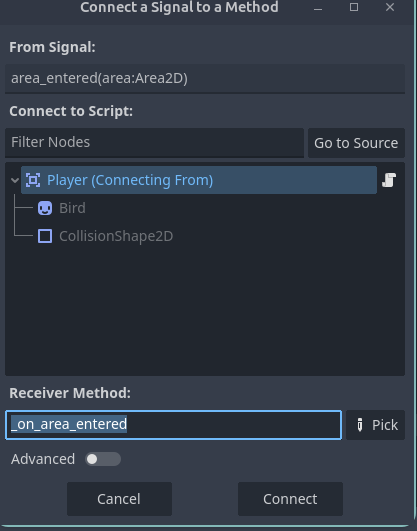 Connect a Signal to a Method
From Signal:
area_entered(area:Area2D)
Connect to Script:
Filter Nodes
Go to Source
Player (Connecting From)
Bird
CollisionShape2D
Receiver Method:
_on_area_entered
Pick
Advanced
Cancel
Connect